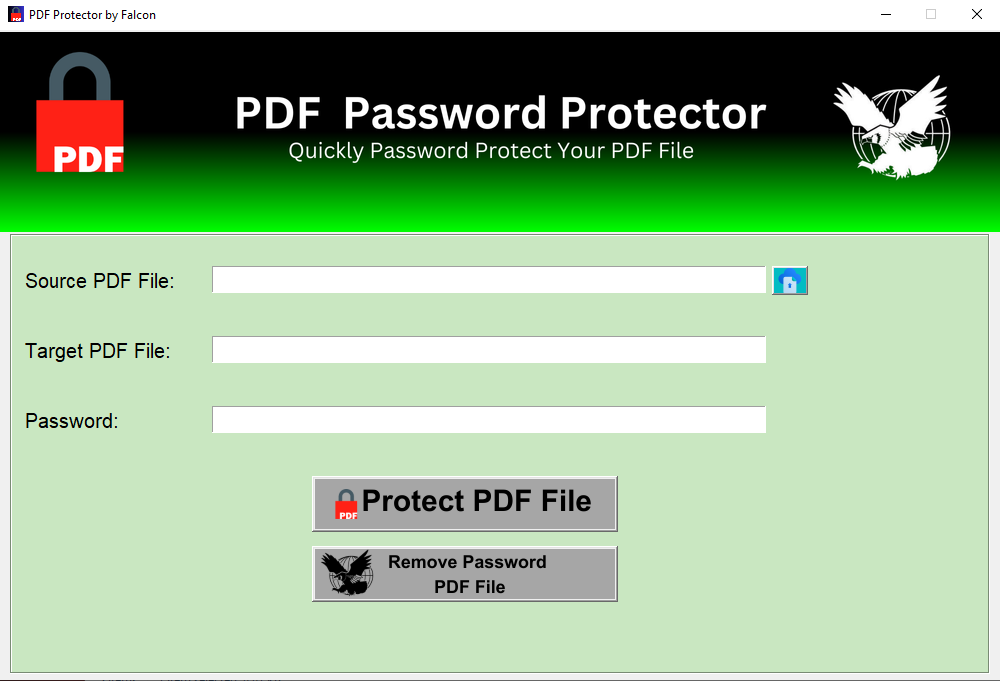 PDF Protector by Falcon
PDF
PDF Password Protector
Quickly Password Protect Your PDF File
Source PDF File:
Target PDF File:
Password:
PDF
Protect PDF File
Remove Password
PDF File